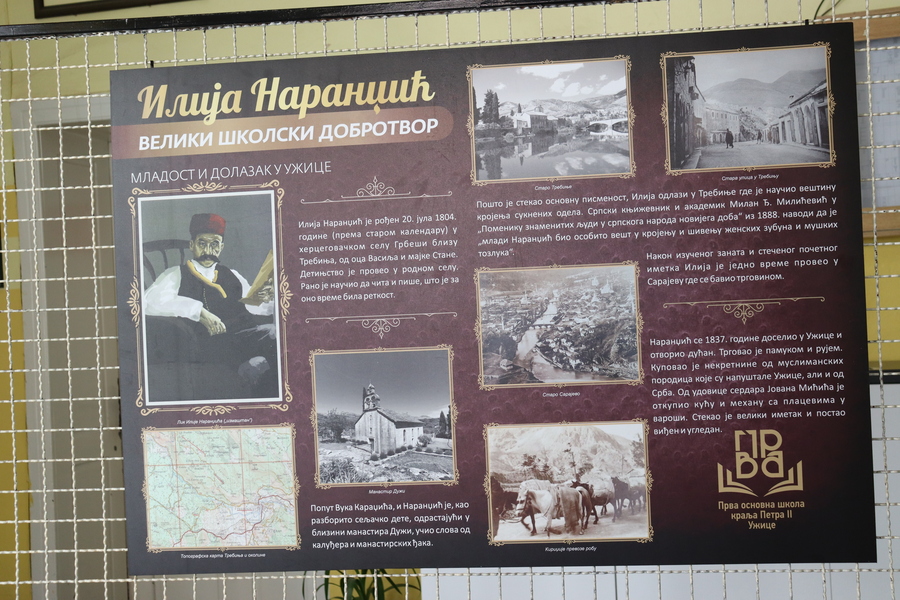 Илија Наранџић
ВЕЛИКИ ШКОЛСКИ ДОБРОТВОР
МЛАДОСТ И ДОЛАЗАК У УЖИЦЕ
Лик Илије Наранџића („Извештач“)
Топографска карта Требиња и околине
Илија Наранџић је рођен 20. јула 1804.
године (према старом календару) у
херцеговачком селу Грбеши близу
Требиња, од оца Васиља и мајке Стане.
Детињство је провео у родном селу.
Рано је научио да чита и пише, што је за
оно време била реткост.
Манастир Дужи
Попут Вука Караџића, и Наранџић је, као
разборито сељачко дете, одрастајући у
близини манастира Дужи, учио слова од
калуђера и манастирских ђака.
Старо Требиње
Стара улица у Требињу
Пошто је стекао основну писменост, Илија одлази у Требиње где је научио вештину
кројења сукнених одела. Српски књижевник и академик Милан Ђ. Милићевић у
„Поменику знаменитих људи у српскога народа новијега доба“ из 1888. наводи да је
„млади Наранџић био особито вешт у кројењу и шивењу женских зубуна и мушких
тозлука“.
Старо Сарајево
Кириџија превозе робу
Након изученог заната и стеченог почетног
иметка Илија је једно време провео у
Сарајеву где се бавио трговином.
Наранџић се 1837. године доселио у Ужице и
отворио дућан. Трговао је памуком и рујем.
Куповао је некретнине од муслиманских
породица које су напуштале Ужице, али и од
Срба. Од удовице сердара Јована Мићића је
откупио кућу и механу са плацевима у
вароши. Стекао је велики иметак и постао
виђен и угледан.
Прва основна школа
краља Петра II
Ужице